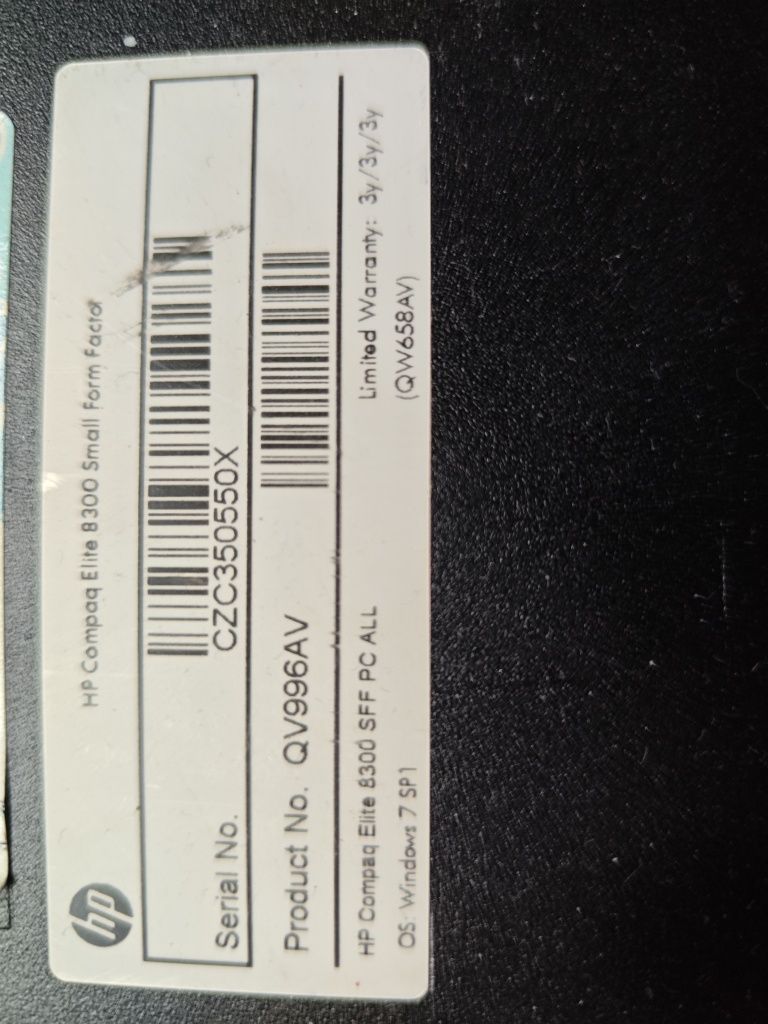 hp
HP Compaq Elite 8300 Small Form Factor
Serial No. CZC350550X
Product No. QV996AV
HP Compaq Elite 8300 SFF PC ALL
Limited Warranty: 3y/3y/3y
OS: Windows 7 SP1
(QW658AV)